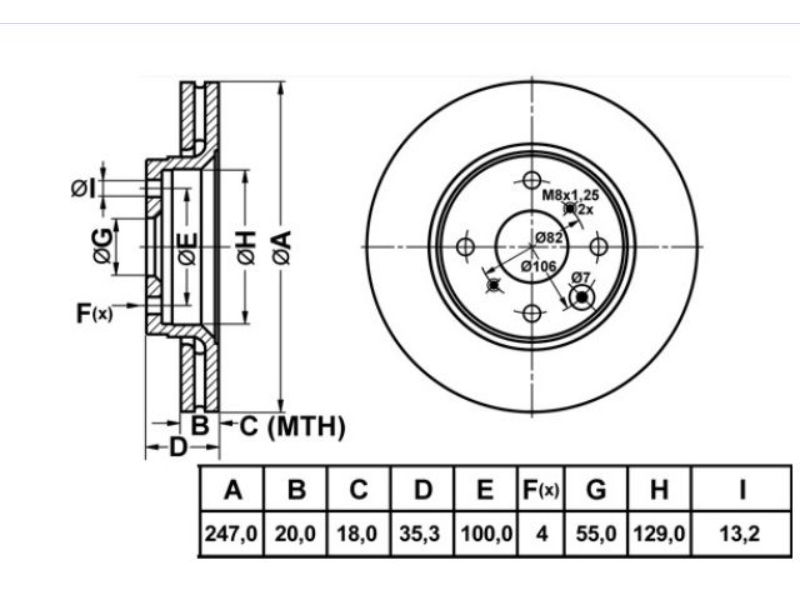 ØI
ØG
ØE
ØH
ØA
F(x)
B
C (MTH)
D
M8x1,25
2x
Ø82
Ø106
Ø7
A B C D E F(x) G H I
247,0 20,0 18,0 35,3 100,0 4 55,0 129,0 13,2